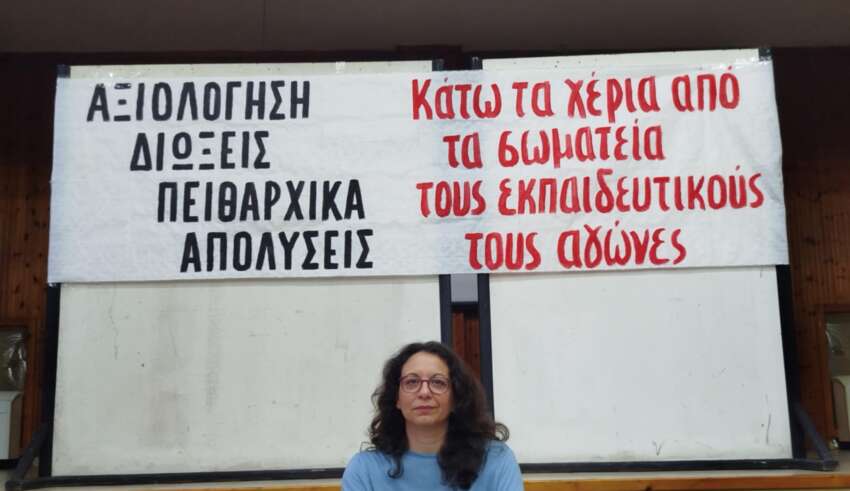 ΑΞΙΟΛΟΓΗΣΗ
ΔΙΩΞΕΙΣ
ΠΕΙΘΑΡΧΙΚΑ
ΑΠΟΛΥΣΕΙΣ
Κάτω τα χέρια από
τα σωματεία
τους εκπαιδευτικούς
τους αγώνες